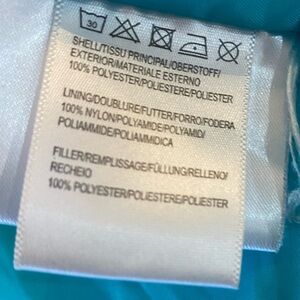 30
SHELL/TISSU PRINCIPAL/OBERSTOFF/
EXTERIOR/MATERIALE ESTERNO
100% POLYESTER/POLIESTERE/POLIESTER
LINING/DOUBLURE/FUTTER/FORRO/FODERA
100% NYLON/POLYAMIDE/POLYAMID/
POLIAMMIDE/POLIAMMIDICA
FILLER/REMPLISSAGE/FÜLLUNG/RELLENO/
RECHEIO
100% POLYESTER/POLIESTERE/POLIESTER